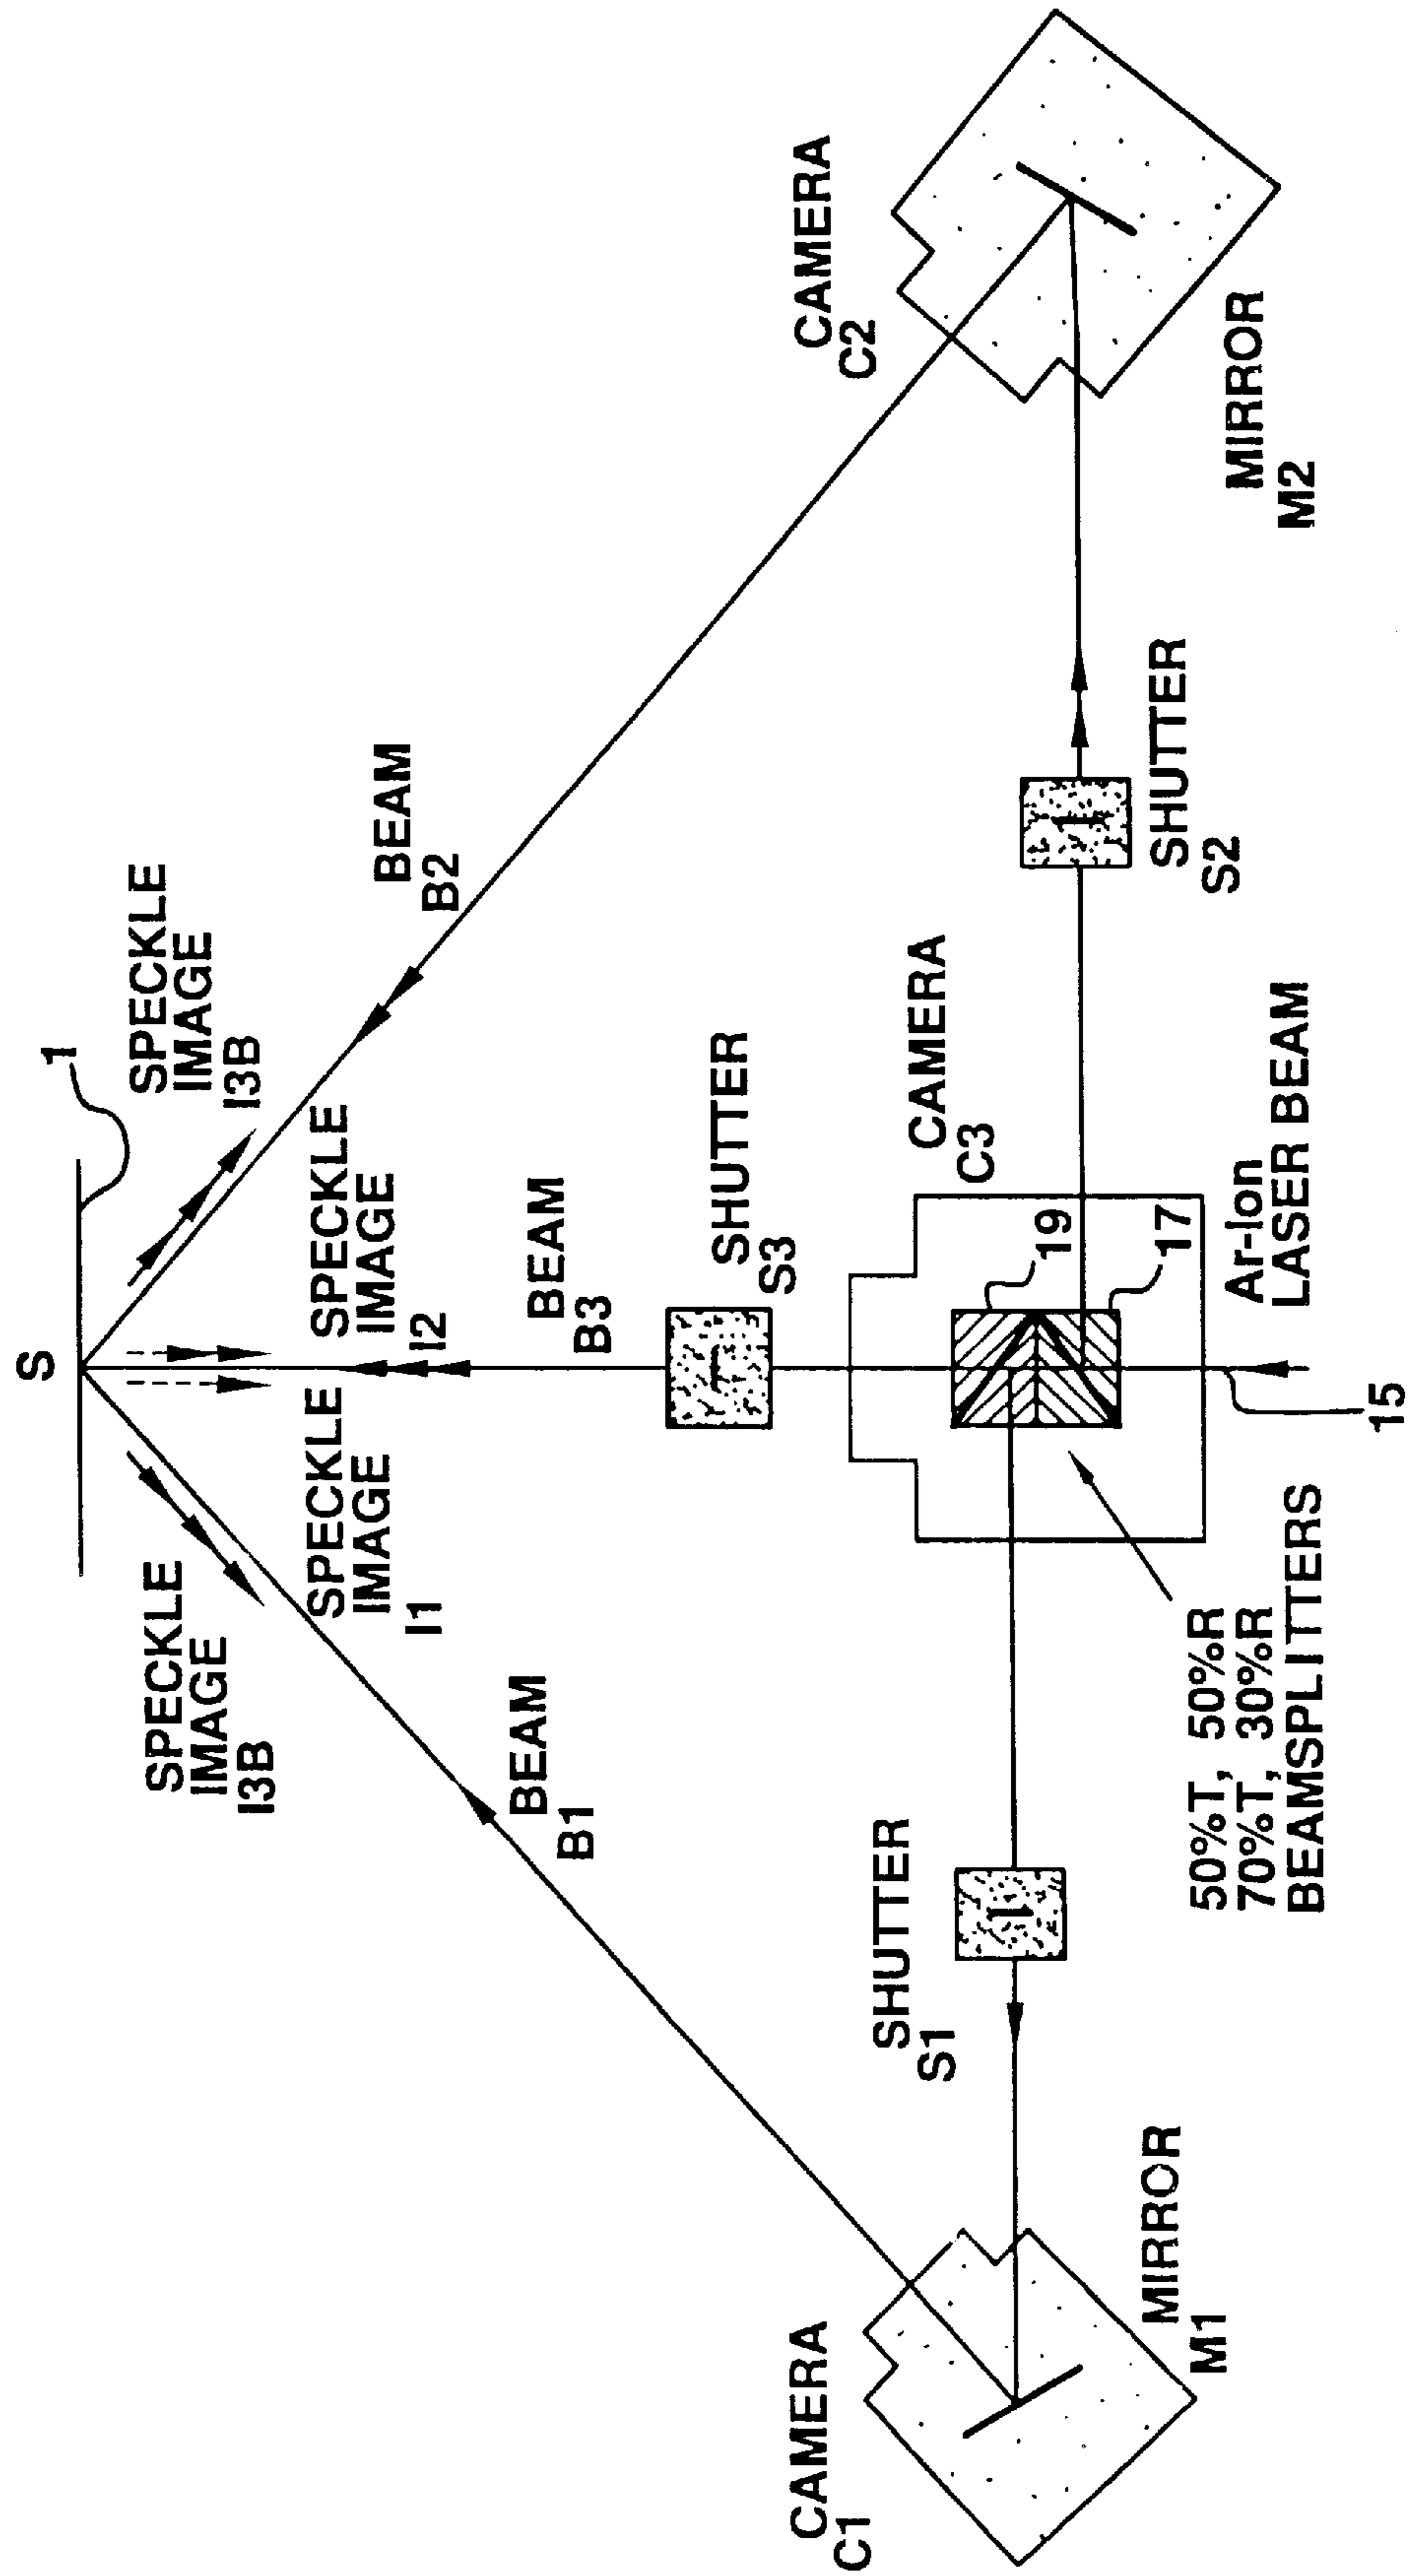 S
1
SPECKLE
IMAGE
I3B
SPECKLE
IMAGE
I3B
SPECKLE
IMAGE
I1
SPECKLE
IMAGE
I2
BEAM
B2
BEAM
B1
BEAM
B3
SHUTTER
S3
CAMERA
C1
CAMERA
C2
CAMERA
C3
SHUTTER
S1
SHUTTER
S2
19
17
MIRROR
M1
MIRROR
M2
50%T, 50%R
70%T, 30%R
BEAMSPLITTERS
Ar-Ion
LASER BEAM
15